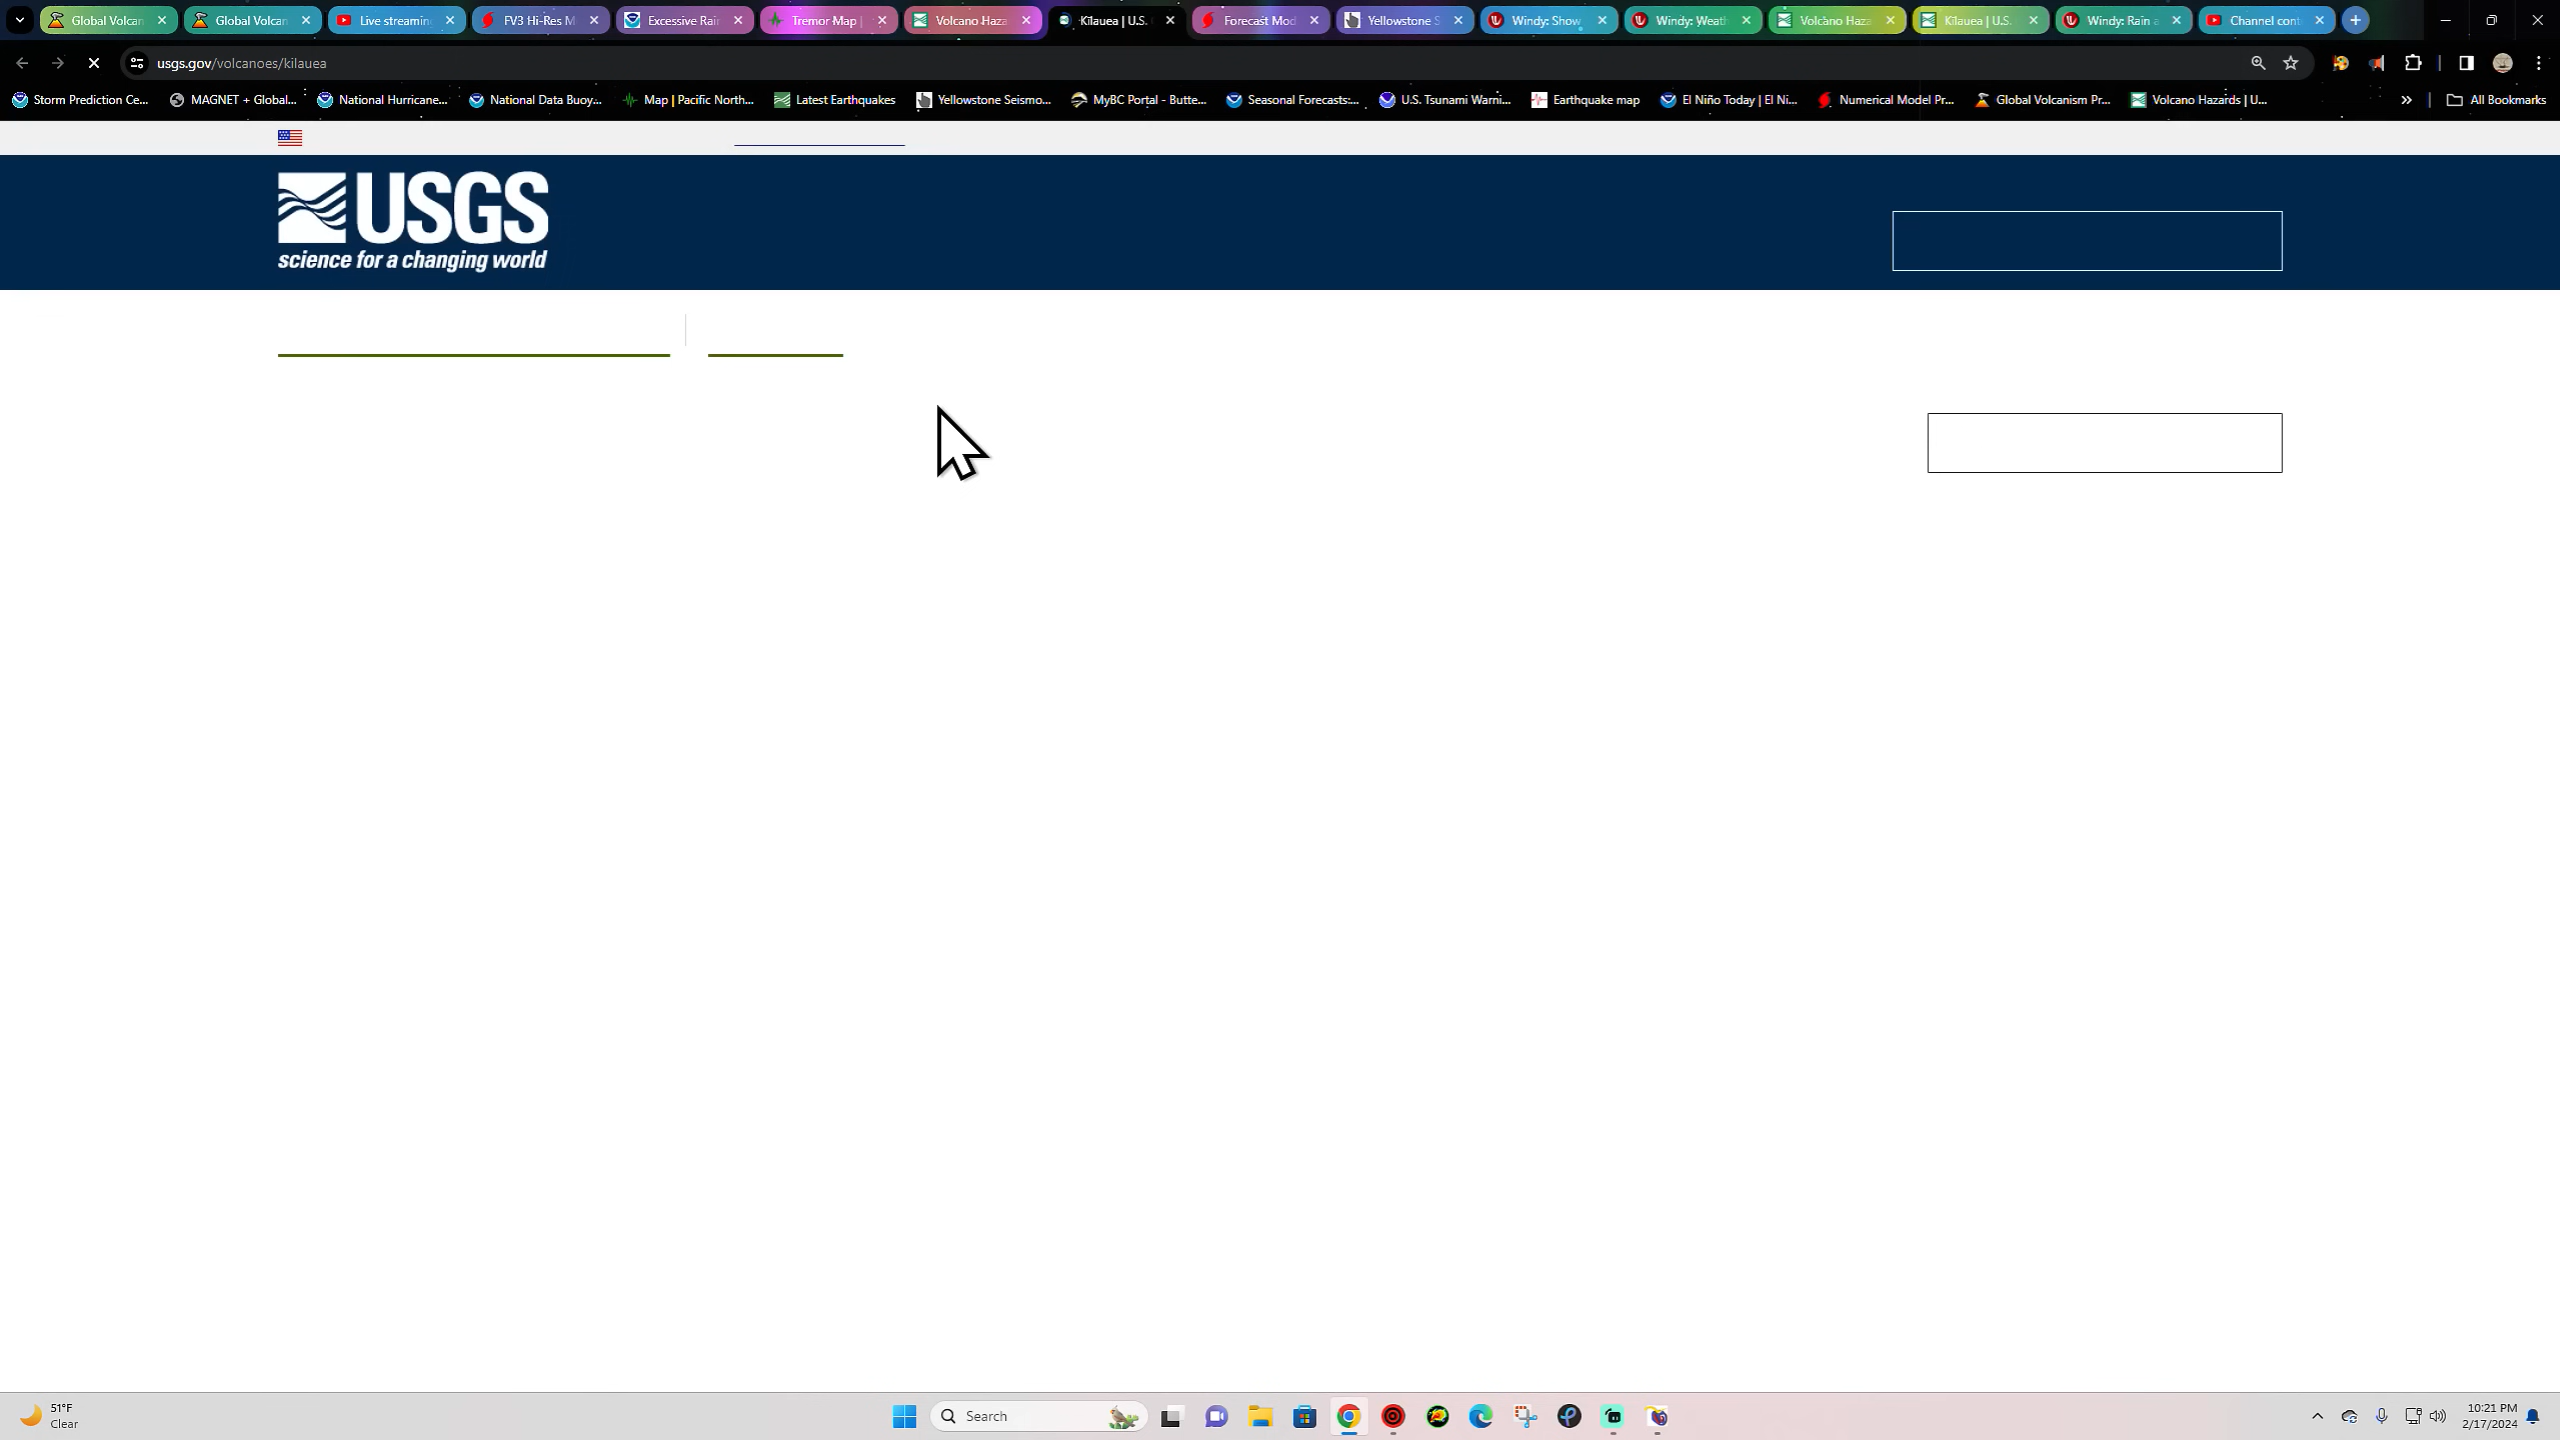 Global Volcan
Global Volcan
Live streamin
FV3 Hi-Res M
Excessive Rain
Tremor Map |
Volcano Haza
Kilauea | U.S.
Forecast Mod
Yellowstone S
Windy: Show
Windy: Weath
Volcano Haza
Kilauea | U.S.
Windy: Rain a
Channel cont
usgs.gov/volcanoes/kilauea
Storm Prediction Ce...
MAGNET + Global...
National Hurricane...
National Data Buoy...
Map | Pacific North...
Latest Earthquakes
Yellowstone Seismo...
MyBC Portal - Butte...
Seasonal Forecasts:...
U.S. Tsunami Warni...
Earthquake map
El Niño Today | El Ni...
Numerical Model Pr...
Global Volcanism Pr...
Volcano Hazards | U...
All Bookmarks
USGS
science for a changing world
51°F
Clear
Search
10:21 PM
2/17/2024